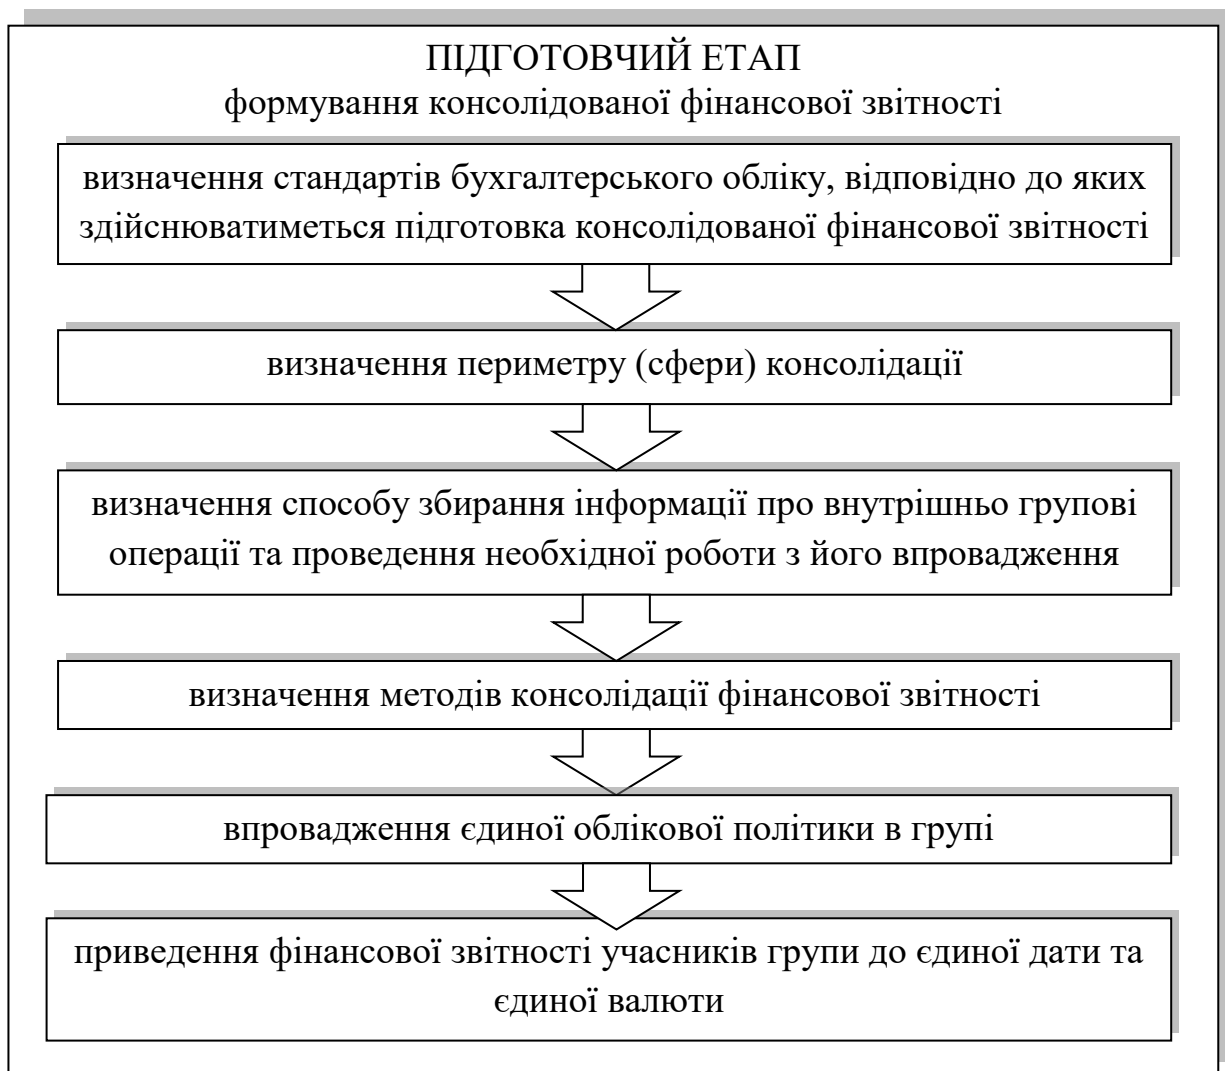 ПІДГОТОВЧИЙ ЕТАП
формування консолідованої фінансової звітності
визначення стандартів бухгалтерського обліку, відповідно до яких
здійснюватиметься підготовка консолідованої фінансової звітності
визначення периметру (сфери) консолідації
визначення способу збирання інформації про внутрішньо групові
операції та проведення необхідної роботи з його впровадження
визначення методів консолідації фінансової звітності
впровадження єдиної облікової політики в групі
приведення фінансової звітності учасників групи до єдиної дати та
єдиної валюти